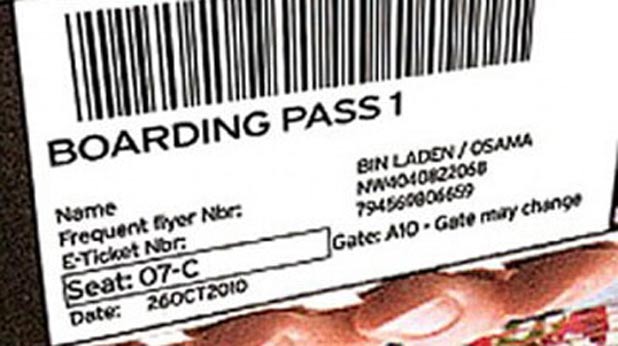 BOARDING PASS 1
BIN LADEN / OSAMA
Name
NW4040822068
Frequent flyer Nbr:
794569806659
E-Ticket Nbr:
Gate: A10 - Gate may change
Seat: 07-C
Date: 26OCT2010